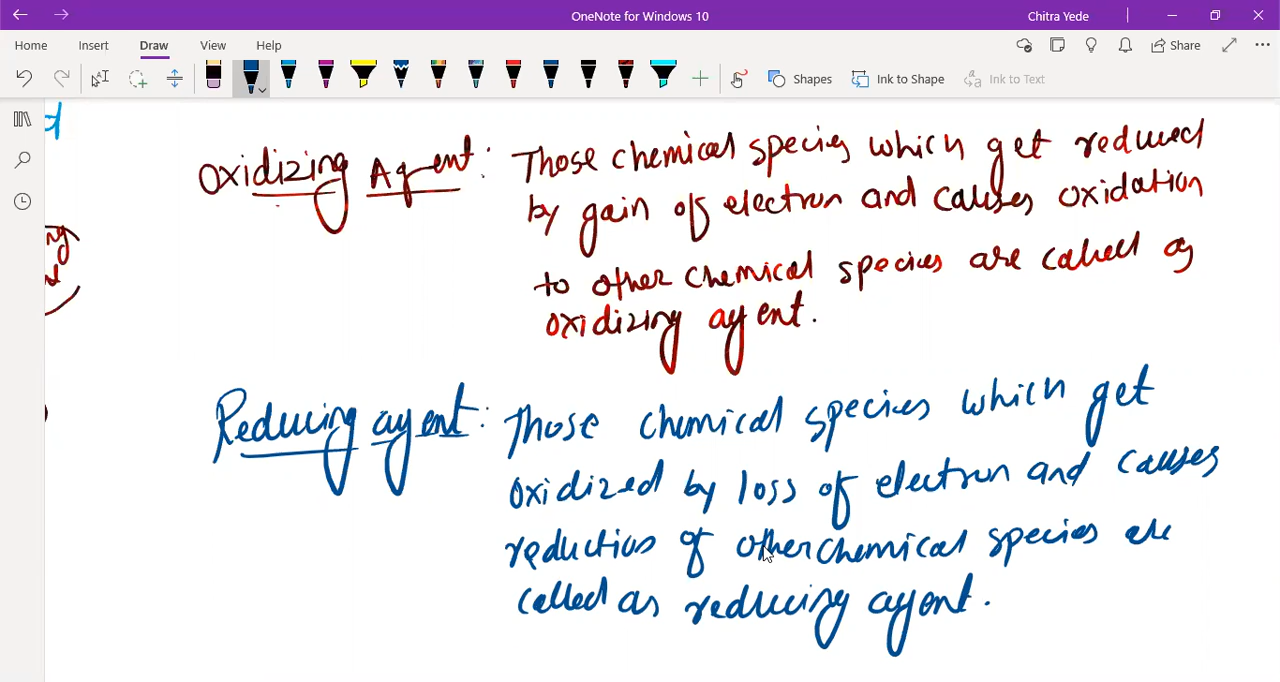 OneNote for Windows 10
Chitra Yede
Home Insert Draw View Help
Share
Shapes Ink to Shape Ink to Text
Oxidizing Agent : Those chemical species which get reduced
by gain of electron and causes oxidation
to other chemical species are called as
oxidizing agent.
Reducing agent : Those chemical species which get
oxidized by loss of electron and causes
reduction of other chemical species are
called as reducing agent.